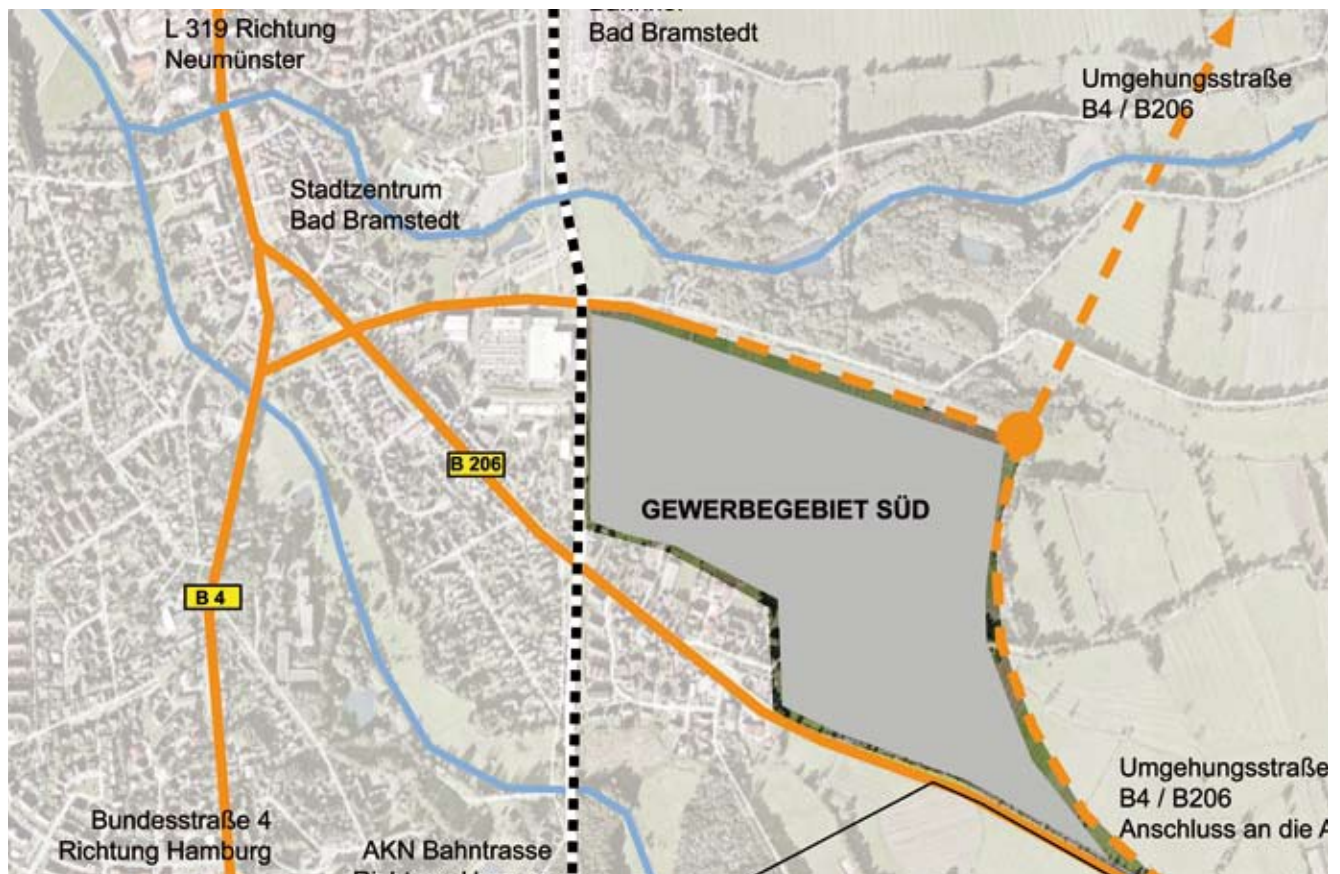 L 319 Richtung
Neumünster
Bahnhof
Bad Bramstedt
Umgehungsstraße
B4 / B206
Stadtzentrum
Bad Bramstedt
B 206
GEWERBEGEBIET SÜD
B 4
Umgehungsstraße
B4 / B206
Anschluss an die A
Bundesstraße 4
Richtung Hamburg
AKN Bahntrasse